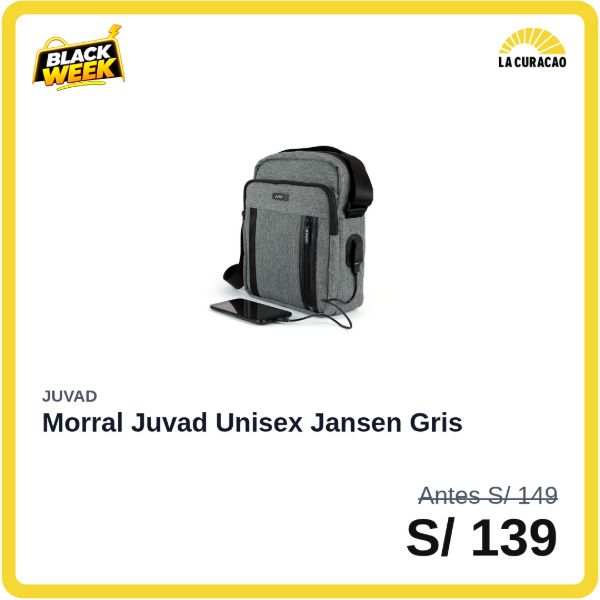 BLACK
WEEK
LA CURACAO
JUVAD
Morral Juvad Unisex Jansen Gris
Antes S/ 149
S/ 139